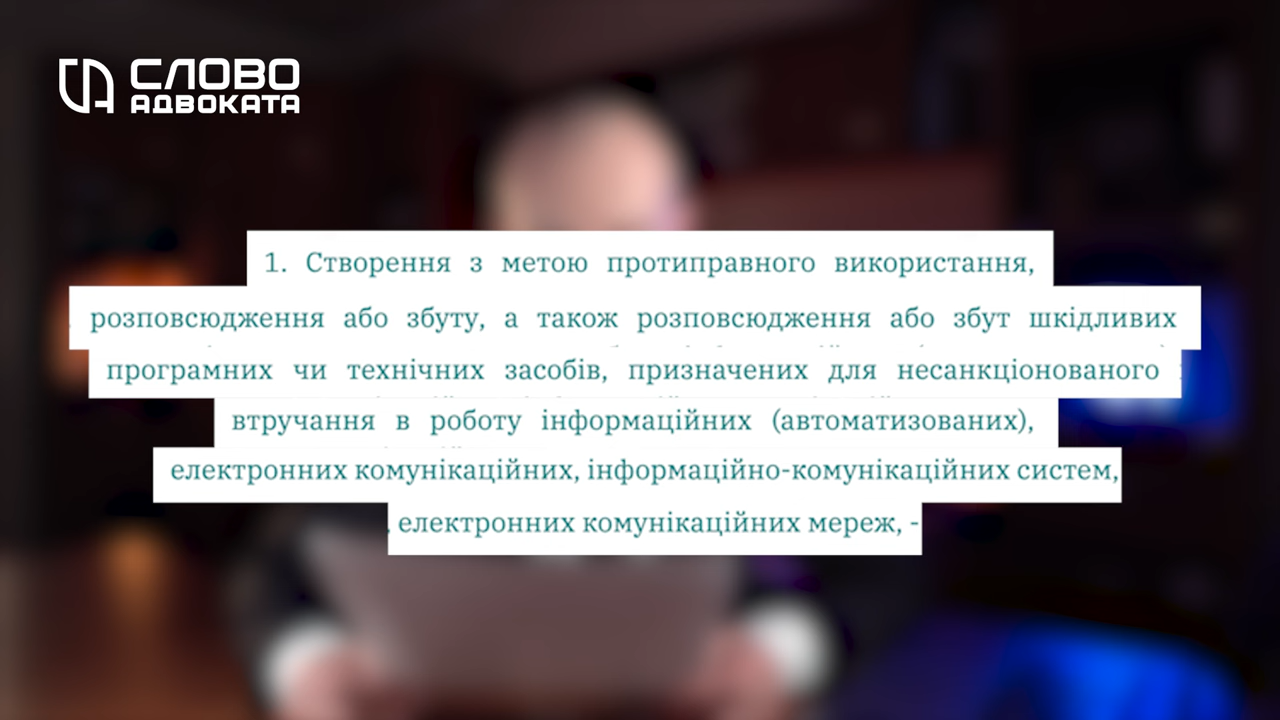 СЛОВО
АДВОКАТА
1. Створення з метою протиправного використання,
розповсюдження або збуту, а також розповсюдження або збут шкідливих
програмних чи технічних засобів, призначених для несанкціонованого
втручання в роботу інформаційних (автоматизованих),
електронних комунікаційних, інформаційно-комунікаційних систем,
електронних комунікаційних мереж, -